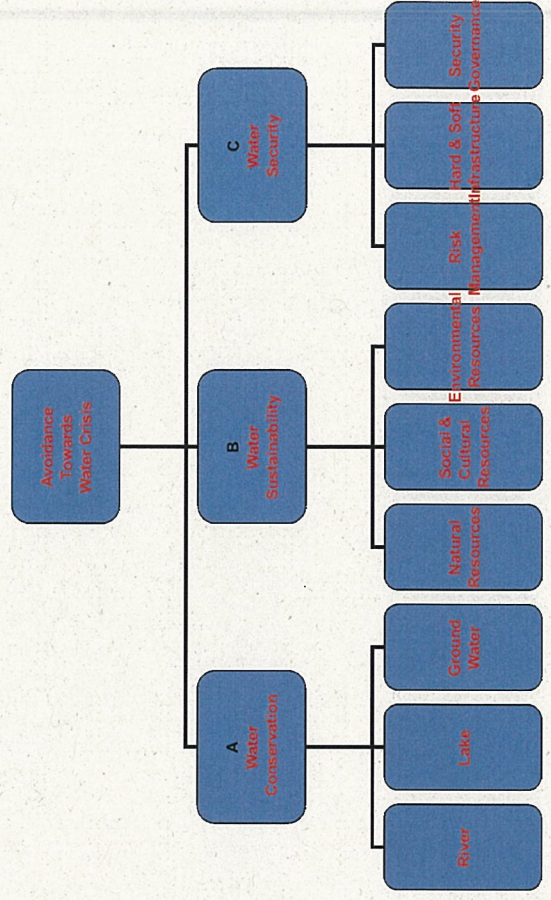 Avoidance
Towards
Water Crisis
A
Water
Conservation
B
Water
Sustainability
C
Water
Security
River
Lake
Ground
Water
Natural
Resources
Social &
Cultural
Resources
Environmental
Resources
Risk
Management
Hard & Soft
Infrastructure
Security
Governance